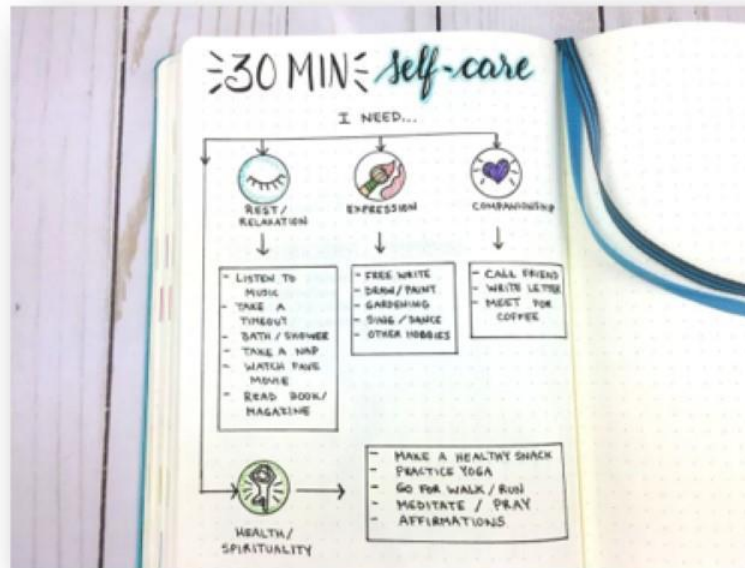 30 MIN self-care
I NEED...
REST/
RELAXATION
EXPRESSION
COMPANIONSHIP
- LISTEN TO
MUSIC
- TAKE A
TIMEOUT
- BATH / SHOWER
- TAKE A NAP
- WATCH FAVE
MOVIE
- READ BOOK/
MAGAZINE
- FREE WRITE
- DRAW/PAINT
- GARDENING
- SING / DANCE
- OTHER HOBBIES
- CALL FRIEND
- WRITE LETTER
- MEET FOR
COFFEE
HEALTH/
SPIRITUALITY
- MAKE A HEALTHY SNACK
- PRACTICE YOGA
- GO FOR WALK / RUN
- MEDITATE / PRAY
- AFFIRMATIONS